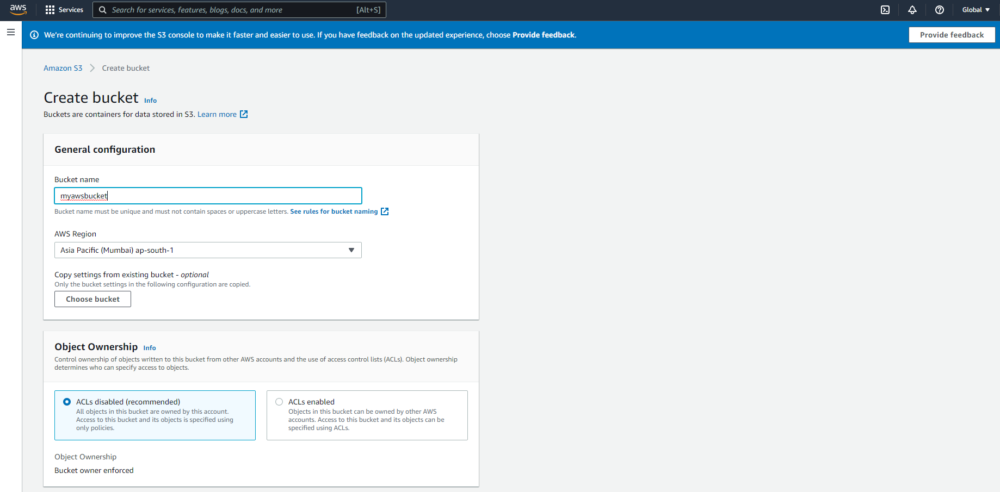 aws
Services
Search for services, features, blogs, docs, and more
[Alt+S]
Global
We're continuing to improve the S3 console to make it faster and easier to use. If you have feedback on the updated experience, choose Provide feedback.
Provide feedback
Amazon S3
Create bucket
Create bucket Info
Buckets are containers for data stored in S3. Learn more
General configuration
Bucket name
myawsbucket
Bucket name must be unique and must not contain spaces or uppercase letters. See rules for bucket naming
AWS Region
Asia Pacific (Mumbai) ap-south-1
Copy settings from existing bucket - optional
Only the bucket settings in the following configuration are copied.
Choose bucket
Object Ownership Info
Control ownership of objects written to this bucket from other AWS accounts and the use of access control lists (ACLs). Object ownership
determines who can specify access to objects.
ACLs disabled (recommended)
All objects in this bucket are owned by this account.
Access to this bucket and its objects is specified using
only policies.
ACLs enabled
Objects in this bucket can be owned by other AWS
accounts. Access to this bucket and its objects can be
specified using ACLs.
Object Ownership
Bucket owner enforced